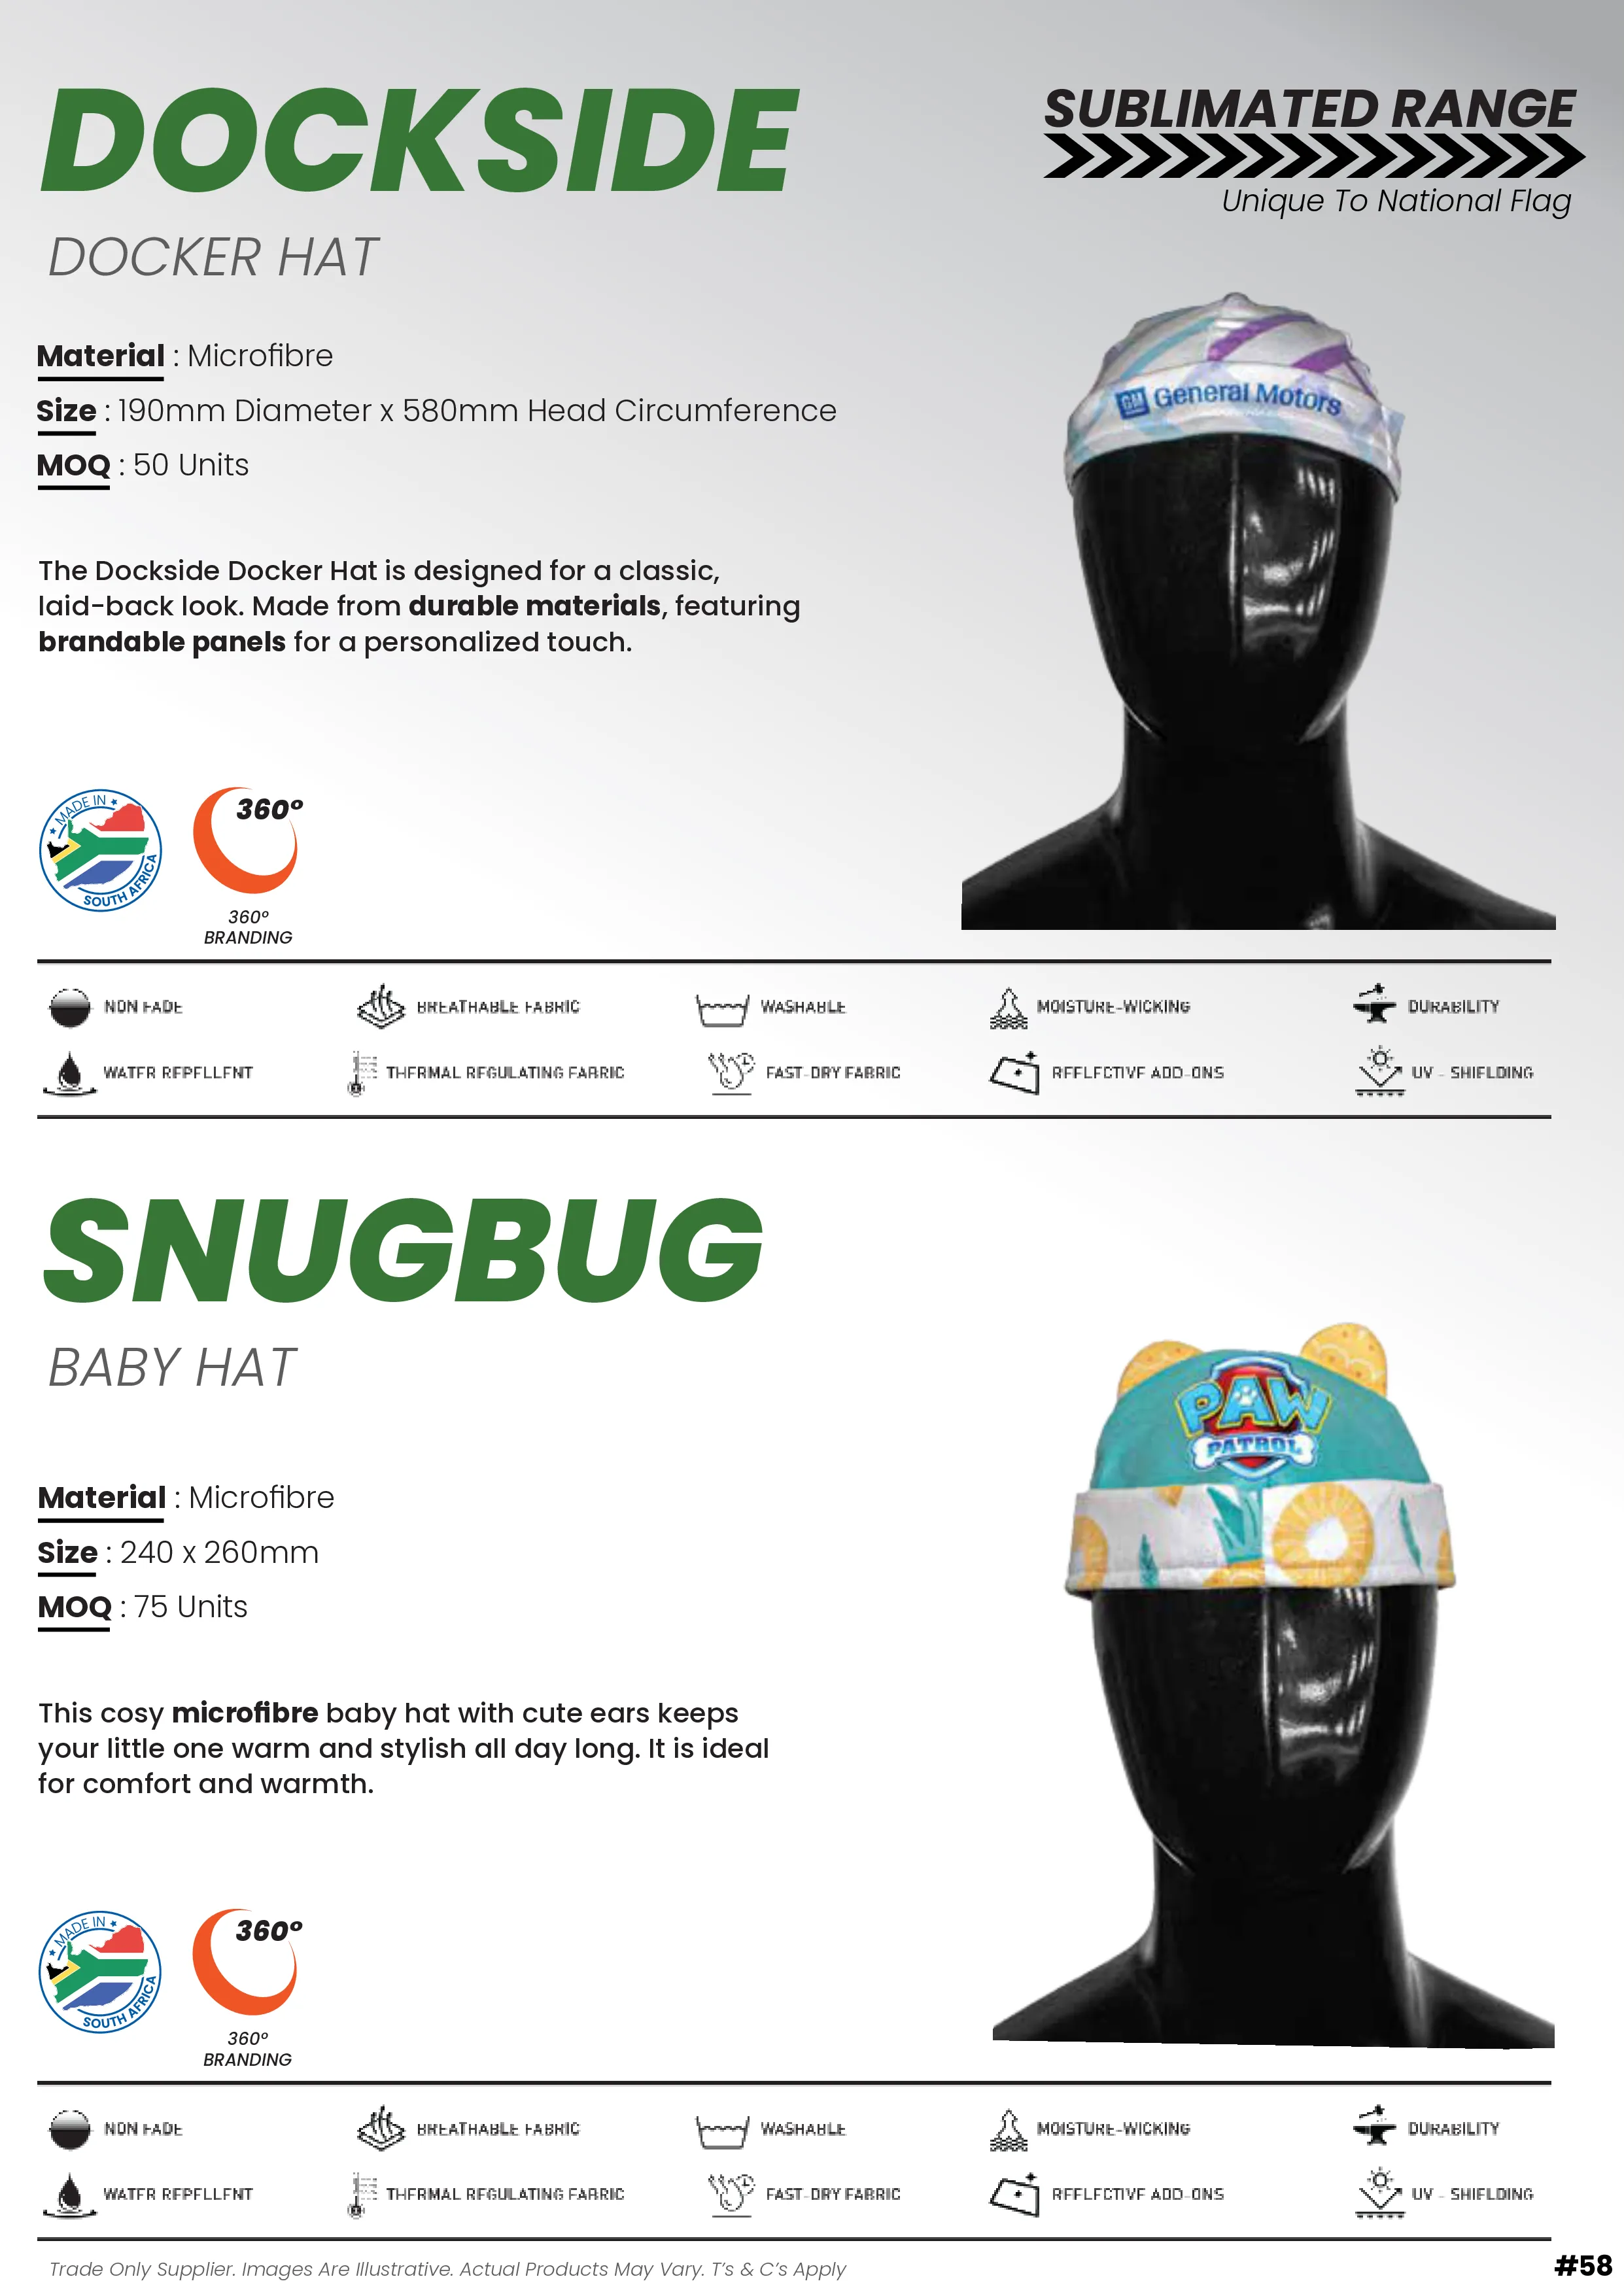 DOCKSIDE
SUBLIMATED RANGE
Unique To National Flag
DOCKER HAT
Material : Microfibre
Size : 190mm Diameter x 580mm Head Circumference
MOQ : 50 Units
General Motors
GM
The Dockside Docker Hat is designed for a classic,
laid-back look. Made from durable materials, featuring
brandable panels for a personalized touch.
MADE IN
SOUTH AFRICA
360°
360°
BRANDING
NON FADE
BREATHABLE FABRIC
WASHABLE
MOISTURE-WICKING
DURABILITY
WATER REPELLENT
THERMAL REGULATING FABRIC
FAST-DRY FABRIC
REFLECTIVE ADD-ONS
UV - SHIELDING
SNUGBUG
BABY HAT
PAW
PATROL
Material : Microfibre
Size : 240 x 260mm
MOQ : 75 Units
This cosy microfibre baby hat with cute ears keeps
your little one warm and stylish all day long. It is ideal
for comfort and warmth.
MADE IN
SOUTH AFRICA
360°
360°
BRANDING
NON FADE
BREATHABLE FABRIC
WASHABLE
MOISTURE-WICKING
DURABILITY
WATER REPELLENT
THERMAL REGULATING FABRIC
FAST-DRY FABRIC
REFLECTIVE ADD-ONS
UV - SHIELDING
Trade Only Supplier. Images Are Illustrative. Actual Products May Vary. T's & C's Apply
#58